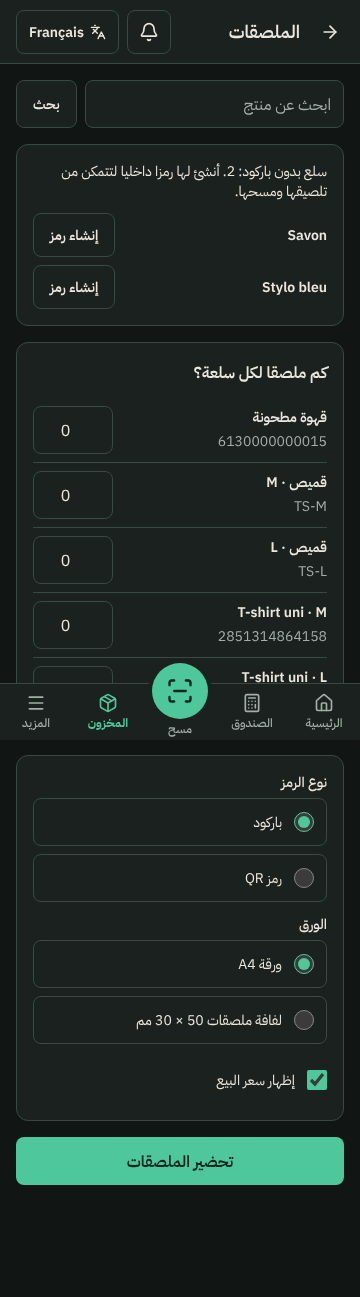 الملصقات
Français
ابحث عن منتج
بحث
سلع بدون باركود: 2. أنشئ لها رمزا داخليا لتتمكن من
تلصيقها ومسحها.
Savon
إنشاء رمز
Stylo bleu
إنشاء رمز
كم ملصقا لكل سلعة؟
قهوة مطحونة
6130000000015
0
قميص · M
TS-M
0
قميص · L
TS-L
0
T-shirt uni · M
2851314864158
0
T-shirt uni · L
الرئيسية
الصندوق
مسح
المخزون
المزيد
نوع الرمز
باركود
رمز QR
الورق
ورقة A4
لفافة ملصقات 50 × 30 مم
إظهار سعر البيع
تحضير الملصقات